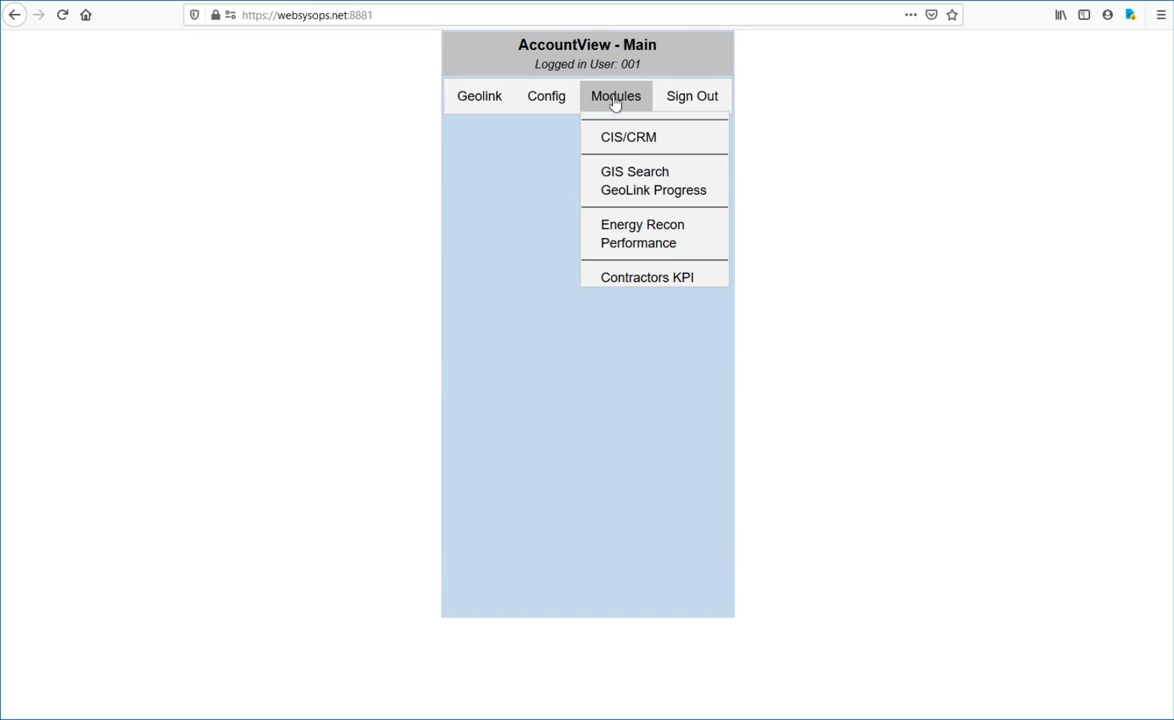 https://websysops.net:8881
AccountView - Main
Logged in User: 001
Geolink Config Modules Sign Out
CIS/CRM
GIS Search
GeoLink Progress
Energy Recon
Performance
Contractors KPI